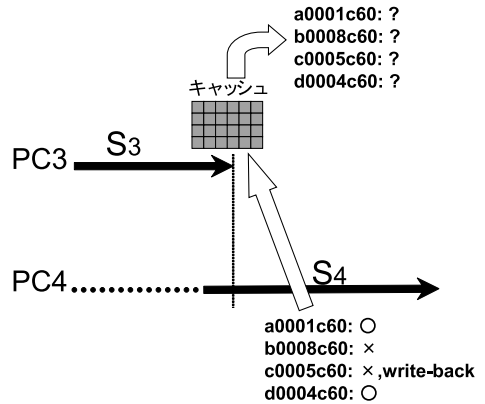 a0001c60: ?
b0008c60: ?
c0005c60: ?
d0004c60: ?
キャッシュ
PC3
S3
PC4
S4
a0001c60: ○
b0008c60: ×
c0005c60: ×,write-back
d0004c60: ○